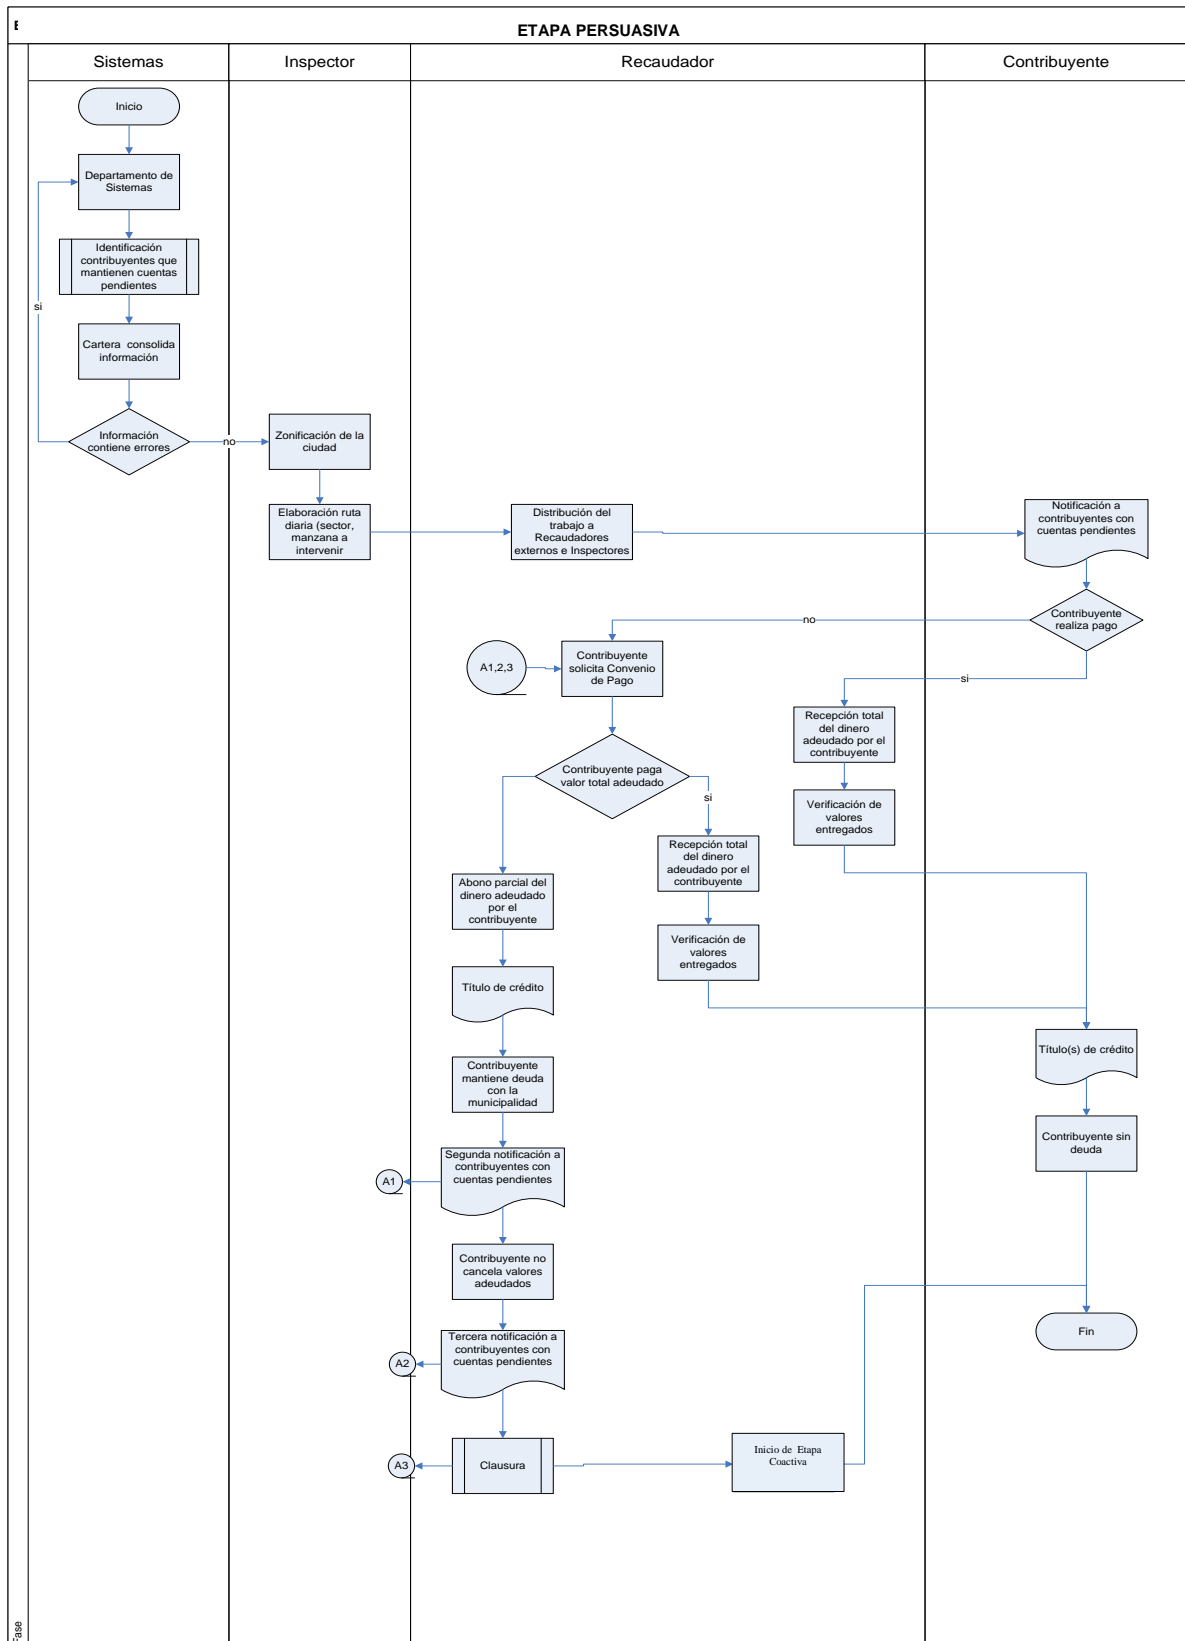 ETAPA PERSUASIVA
Sistemas
Inspector
Recaudador
Contribuyente
Inicio
Departamento de
Sistemas
Identificación
contribuyentes que
mantienen cuentas
pendientes
si
Cartera consolida
información
Información
contiene errores
no
Zonificación de la
ciudad
Elaboración ruta
diaria (sector,
manzana a
intervenir
Distribución del
trabajo a
Recaudadores
externos e Inspectores
Notificación a
contribuyentes con
cuentas pendientes
Contribuyente
realiza pago
no
si
A1,2,3
Contribuyente
solicita Convenio
de Pago
Recepción total
del dinero
adeudado por el
contribuyente
Contribuyente paga
valor total adeudado
si
Verificación de
valores
entregados
Recepción total
del dinero
adeudado por el
contribuyente
Abono parcial del
dinero adeudado
por el
contribuyente
Verificación de
valores
entregados
Título de crédito
Título(s) de crédito
Contribuyente
mantiene deuda
con la
municipalidad
Contribuyente sin
deuda
Segunda notificación a
contribuyentes con
cuentas pendientes
A1
Contribuyente no
cancela valores
adeudados
Fin
Tercera notificación a
contribuyentes con
cuentas pendientes
A2
Clausura
A3
Inicio de Etapa
Coactiva
Fase